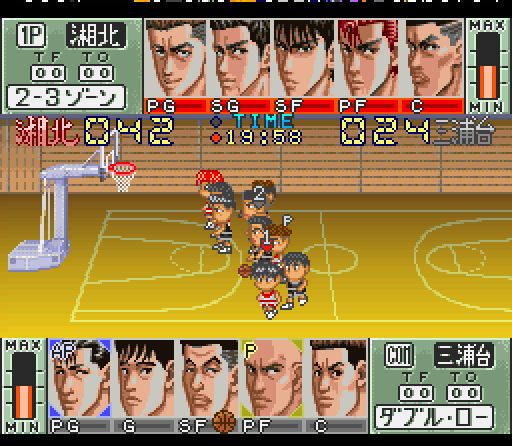 1P 湘北
TF TO
00 00
2-3ゾーン
PG SG SF PF C
MAX
MIN
湘北 042 TIME 19:58 024 三浦台
2
P
1
MAX
MIN
AP P
PG G SF PF C
COM 三浦台
TF TO
00 00
ダブル・ロー